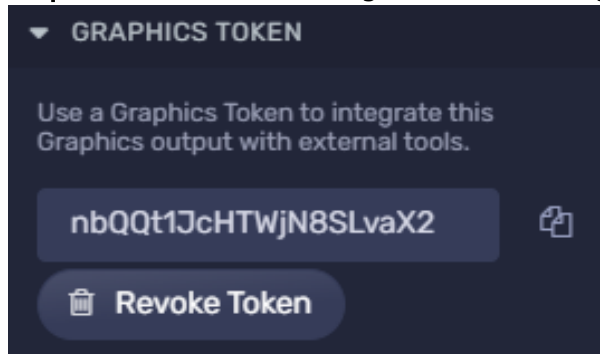 GRAPHICS TOKEN
Use a Graphics Token to integrate this
Graphics output with external tools.
nbQQt1JcHTWjN8SLvaX2
Revoke Token